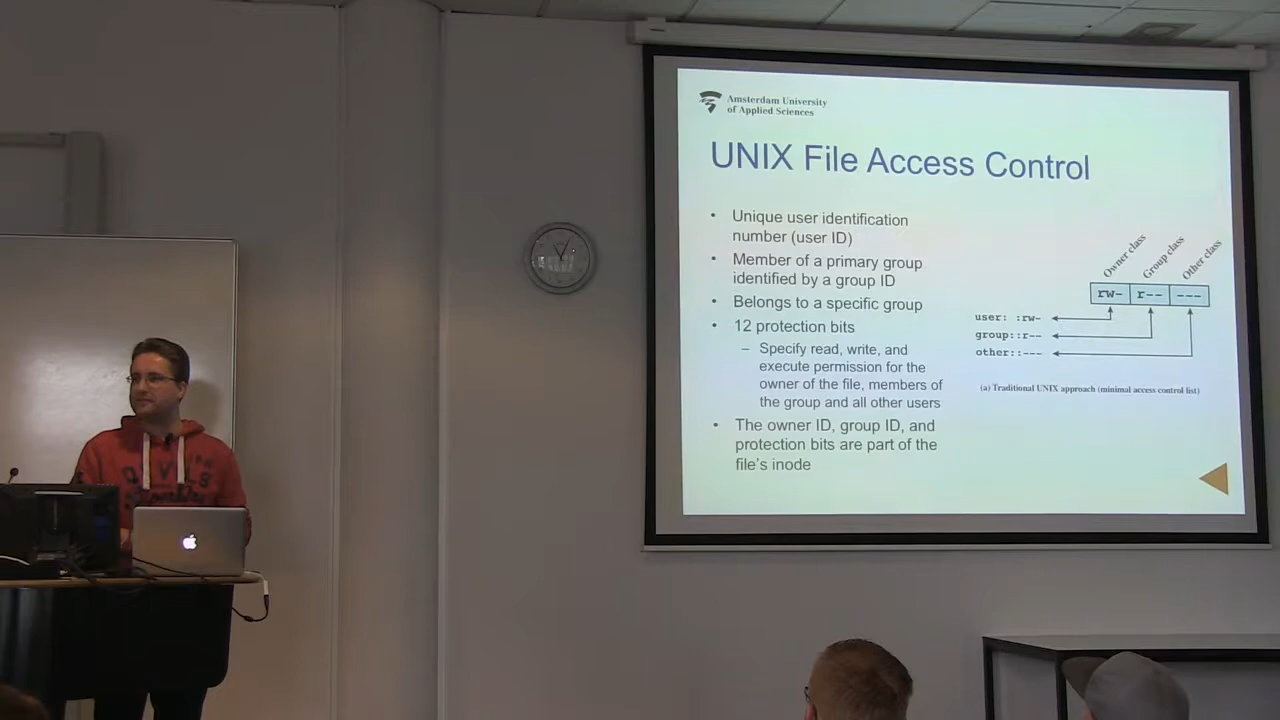 Amsterdam University
of Applied Sciences
UNIX File Access Control
• Unique user identification
number (user ID)
• Member of a primary group
identified by a group ID
• Belongs to a specific group
• 12 protection bits
– Specify read, write, and
execute permission for the
owner of the file, members of
the group and all other users
• The owner ID, group ID, and
protection bits are part of the
file's inode
Owner class
Group class
Other class
rw- r-- ---
user: :rw-
group::r--
other::---
(a) Traditional UNIX approach (minimal access control list)